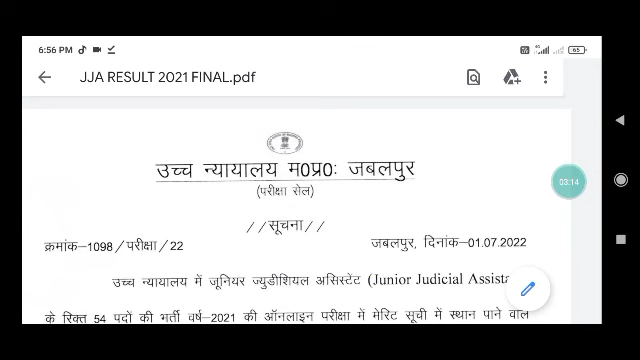 6:56 PM
65
JJA RESULT 2021 FINAL.pdf
उच्च न्यायालय म0प्र0ः जबलपुर
(परीक्षा सेल)
03:14
//सूचना//
क्रमांक-1098/परीक्षा/22 जबलपुर, दिनांक-01.07.2022
उच्च न्यायालय में जूनियर ज्युडीशियल असिस्टेंट (Junior Judicial
के रिक्त 54 पदों की भर्ती वर्ष-2021 की ऑनलाइन परीक्षा में मेरिट सूची में स्थान पाने